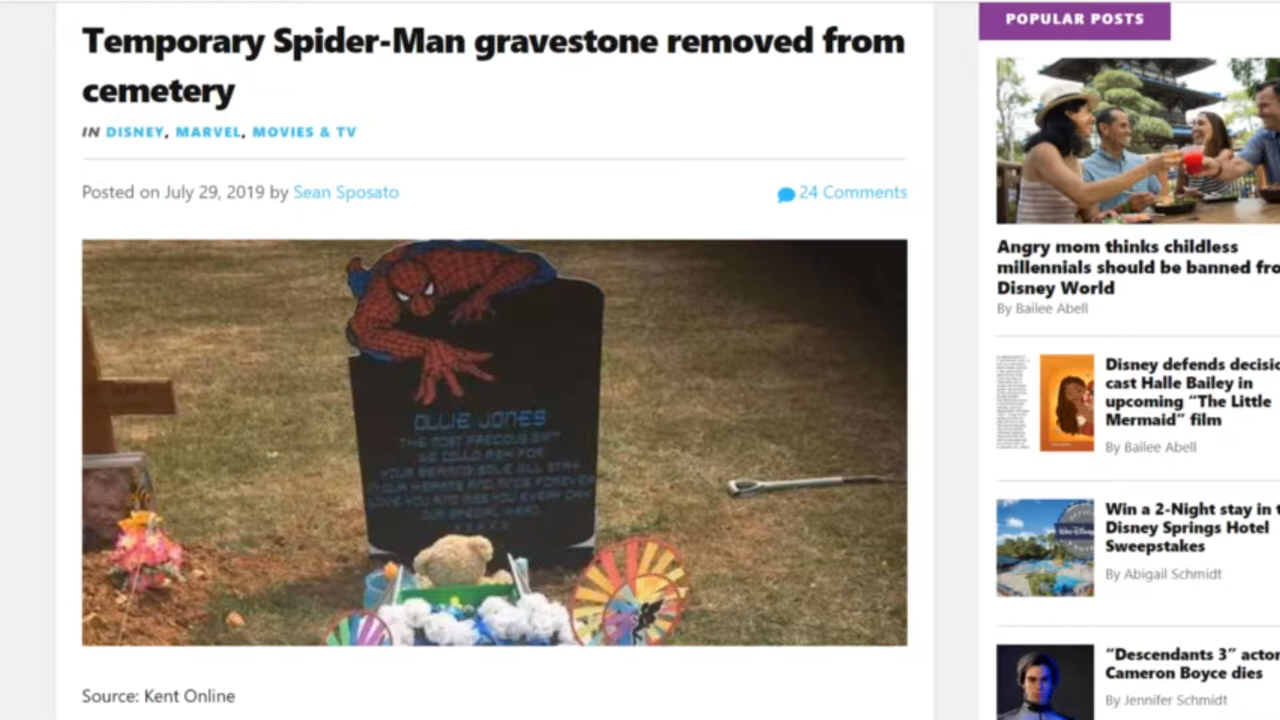 Temporary Spider-Man gravestone removed from
cemetery
IN DISNEY, MARVEL, MOVIES & TV
Posted on July 29, 2019 by Sean Sposato
24 Comments
OLLIE JONES
THE MOST PRECIOUS GIFT
WE COULD ASK FOR
YOUR BEAMING SMILE WILL STAY
IN OUR HEARTS AND MINDS FOREVER
LOVE YOU AND MISS YOU EVERY DAY
OUR SPECIAL HERO
X X X X X
Source: Kent Online
POPULAR POSTS
Angry mom thinks childless
millennials should be banned fro
Disney World
By Bailee Abell
Disney defends decisio
cast Halle Bailey in
upcoming “The Little
Mermaid” film
By Bailee Abell
Win a 2-Night stay in t
Disney Springs Hotel
Sweepstakes
By Abigail Schmidt
“Descendants 3” actor
Cameron Boyce dies
By Jennifer Schmidt